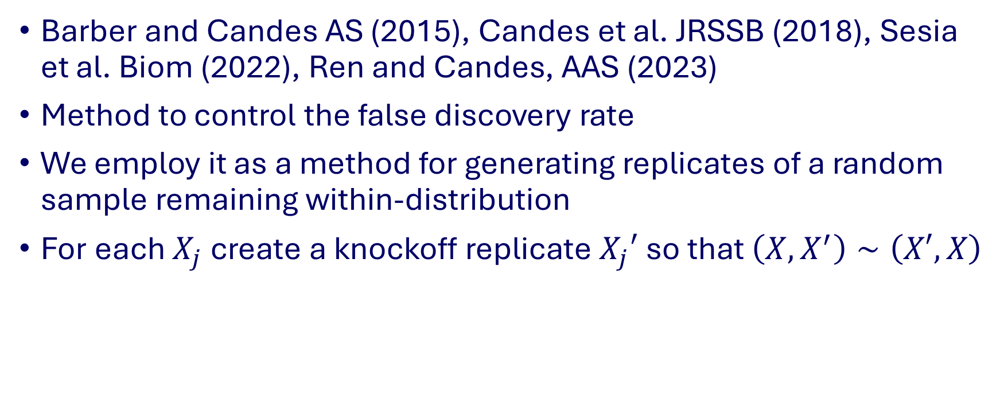 • Barber and Candes AS (2015), Candes et al. JRSSB (2018), Sesia
et al. Biom (2022), Ren and Candes, AAS (2023)
• Method to control the false discovery rate
• We employ it as a method for generating replicates of a random
sample remaining within-distribution
• For each X_j create a knockoff replicate X_j′ so that (X, X′) ~ (X′, X)